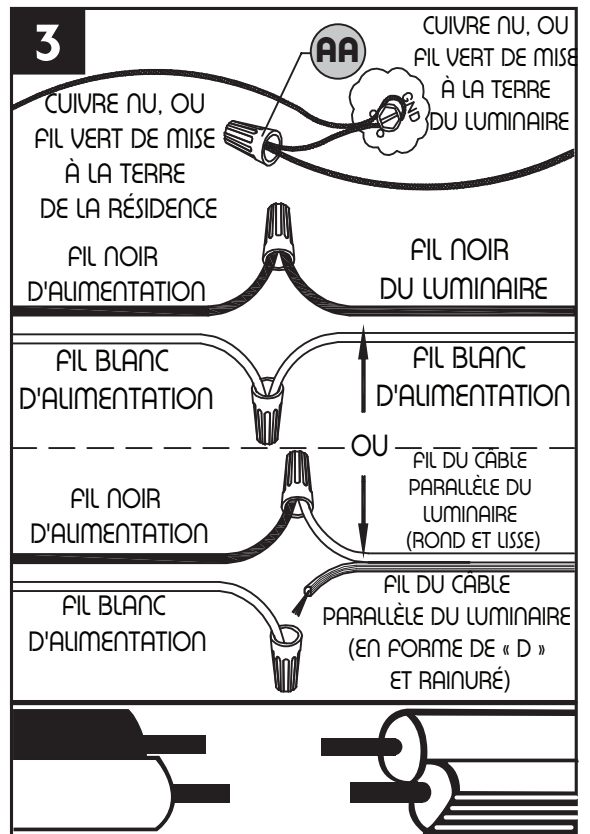 3
AA
CUIVRE NU, OU
FIL VERT DE MISE
À LA TERRE
DU LUMINAIRE
GND
CUIVRE NU, OU
FIL VERT DE MISE
À LA TERRE
DE LA RÉSIDENCE
FIL NOIR
D'ALIMENTATION
FIL NOIR
DU LUMINAIRE
FIL BLANC
D'ALIMENTATION
FIL BLANC
D'ALIMENTATION
OU
FIL NOIR
D'ALIMENTATION
FIL DU CÂBLE
PARALLÈLE DU
LUMINAIRE
(ROND ET LISSE)
FIL BLANC
D'ALIMENTATION
FIL DU CÂBLE
PARALLÈLE DU LUMINAIRE
(EN FORME DE « D »
ET RAINURÉ)